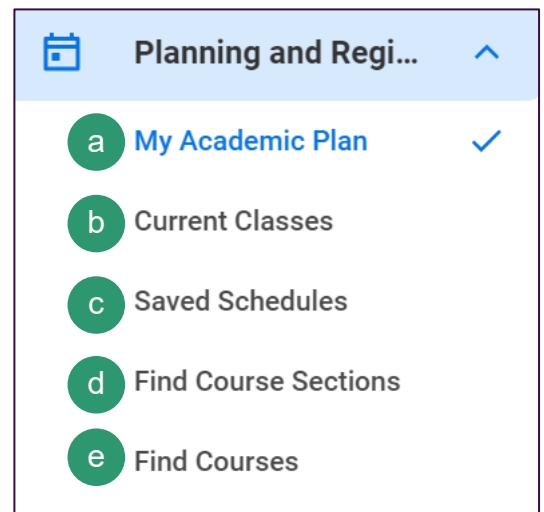 Planning and Regi...
a My Academic Plan
b Current Classes
c Saved Schedules
d Find Course Sections
e Find Courses